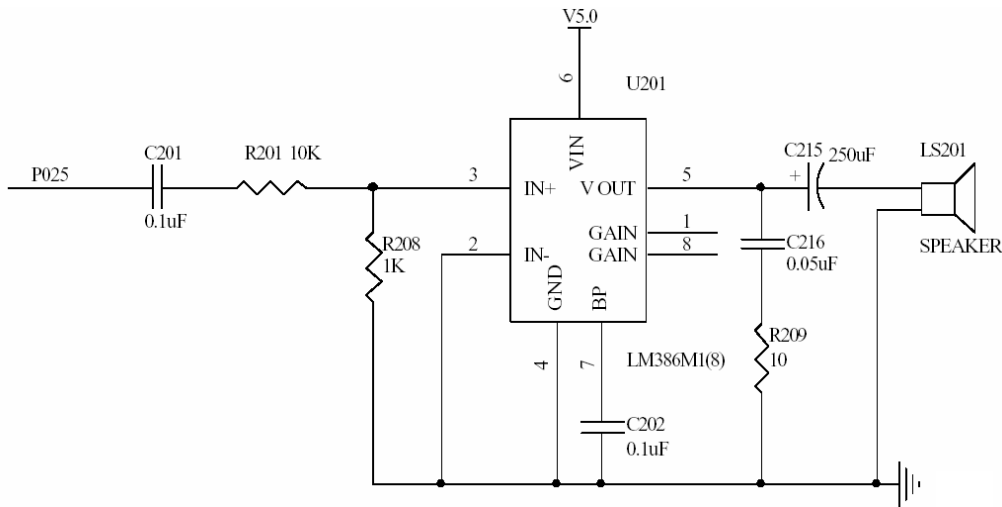 V5.0
6
U201
C201
R201 10K
P025
0.1uF
3
IN+
VIN
V OUT
5
C215
250uF
+
LS201
SPEAKER
R208
1K
2
IN-
GAIN
1
GAIN
8
C216
0.05uF
GND
BP
4
7
LM386M1(8)
R209
10
C202
0.1uF